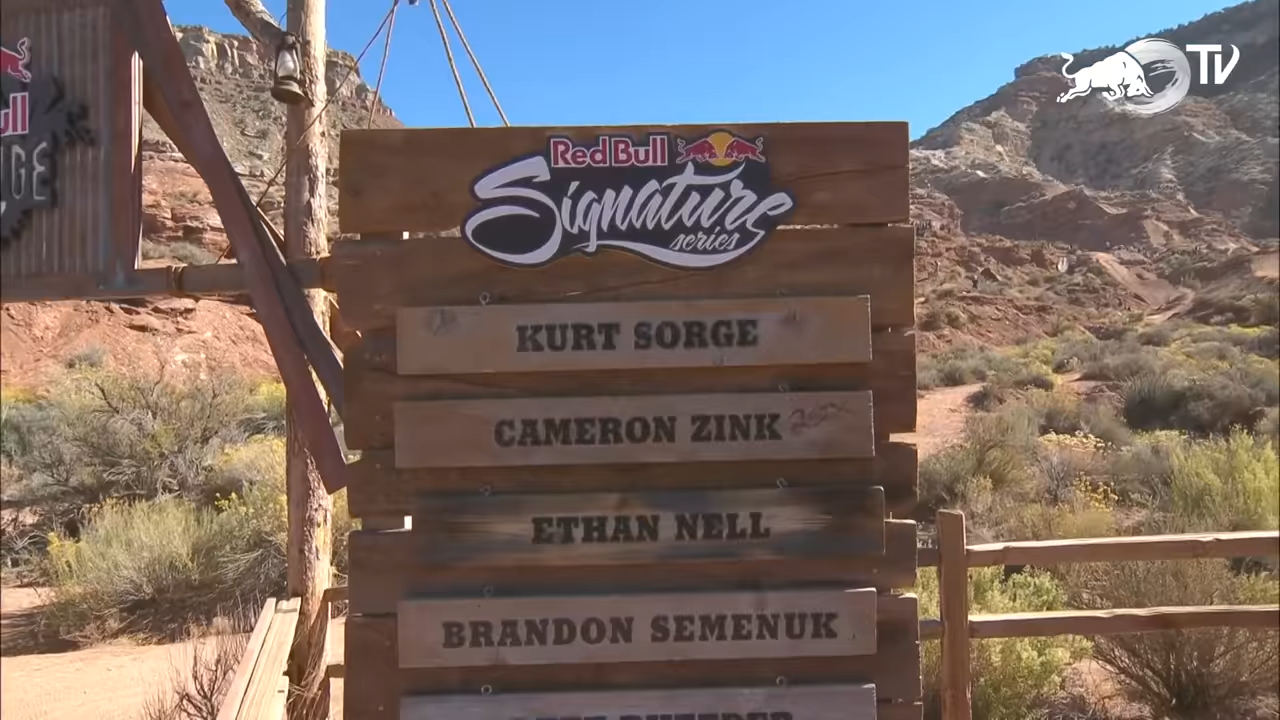 TV
Red Bull
Signature
series
KURT SORGE
CAMERON ZINK
ETHAN NELL
BRANDON SEMENUK